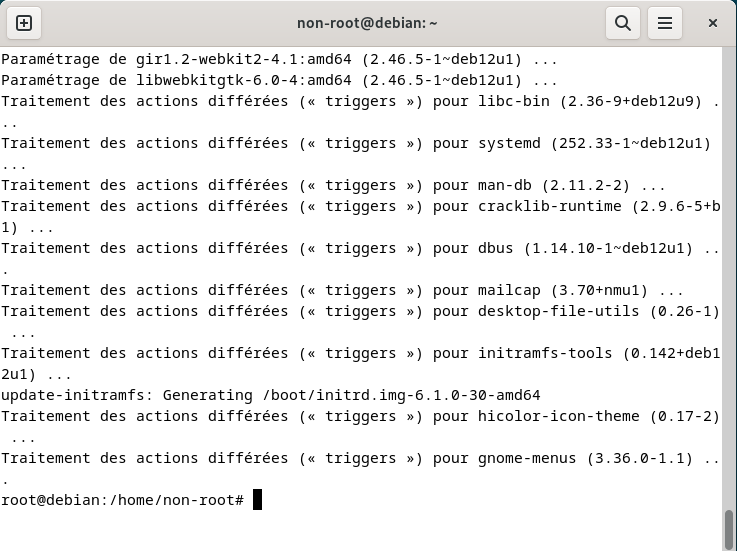 non-root@debian: ~
Paramétrage de gir1.2-webkit2-4.1:amd64 (2.46.5-1~deb12u1) ...
Paramétrage de libwebkitgtk-6.0-4:amd64 (2.46.5-1~deb12u1) ...
Traitement des actions différées (« triggers ») pour libc-bin (2.36-9+deb12u9) .
..
Traitement des actions différées (« triggers ») pour systemd (252.33-1~deb12u1)
...
Traitement des actions différées (« triggers ») pour man-db (2.11.2-2) ...
Traitement des actions différées (« triggers ») pour cracklib-runtime (2.9.6-5+b
1) ...
Traitement des actions différées (« triggers ») pour dbus (1.14.10-1~deb12u1) ..
.
Traitement des actions différées (« triggers ») pour mailcap (3.70+nmu1) ...
Traitement des actions différées (« triggers ») pour desktop-file-utils (0.26-1)
 ...
Traitement des actions différées (« triggers ») pour initramfs-tools (0.142+deb1
2u1) ...
update-initramfs: Generating /boot/initrd.img-6.1.0-30-amd64
Traitement des actions différées (« triggers ») pour hicolor-icon-theme (0.17-2)
 ...
Traitement des actions différées (« triggers ») pour gnome-menus (3.36.0-1.1) ..
.
root@debian:/home/non-root#